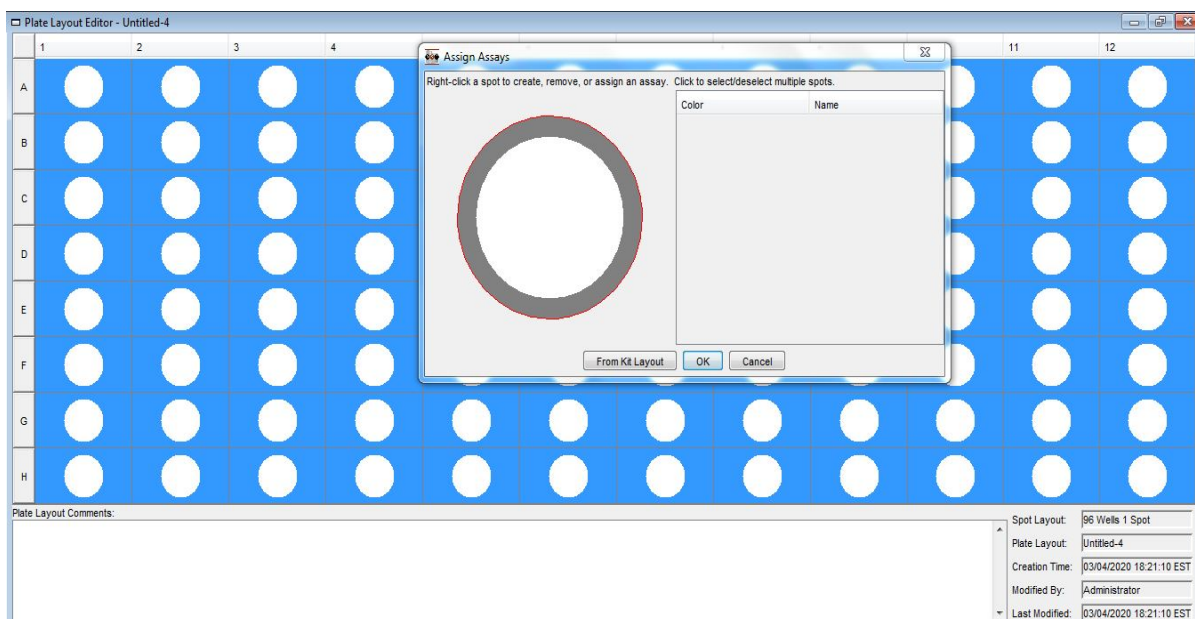 Plate Layout Editor - Untitled-4
1 2 3 4 11 12
Assign Assays
Right-click a spot to create, remove, or assign an assay. Click to select/deselect multiple spots.
Color Name
A
B
C
D
E
F
From Kit Layout OK Cancel
G
H
Plate Layout Comments:
Spot Layout: 96 Wells 1 Spot
Plate Layout: Untitled-4
Creation Time: 03/04/2020 18:21:10 EST
Modified By: Administrator
Last Modified: 03/04/2020 18:21:10 EST